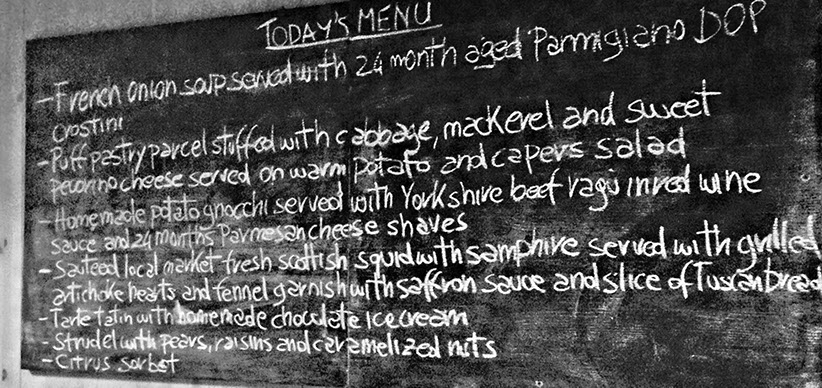 TODAY'S MENU
- French onion soup served with 24 month aged Parmigiano DOP
crostini
- Puff pastry parcel stuffed with cabbage, mackerel and sweet
pecorino cheese served on warm potato and capers salad
- Homemade potato gnocchi served with Yorkshire beef ragù in red wine
sauce and 24 months Parmesan cheese shaves
- Sauteed local market fresh scottish squid with samphire served with grilled
artichoke hearts and fennel garnish with saffron sauce and slice of Tuscan bread
- Tarte tatin with homemade chocolate ice cream
- Strudel with pears, raisins and caramelized nuts
- Citrus sorbet